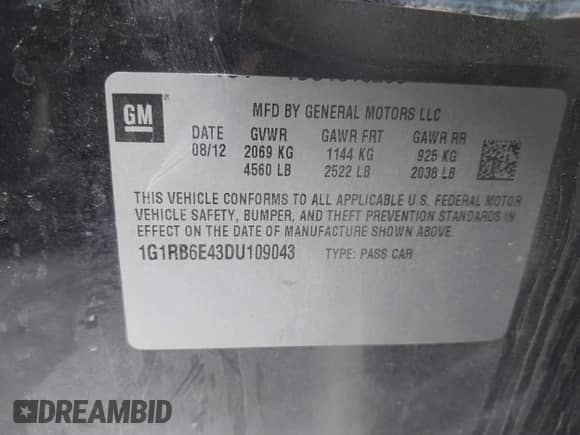 GM
MFD BY GENERAL MOTORS LLC
DATE GVWR GAWR FRT GAWR RR
08/12 2069 KG 1144 KG 925 KG
4560 LB 2522 LB 2038 LB
THIS VEHICLE CONFORMS TO ALL APPLICABLE U.S. FEDERAL MOTOR
VEHICLE SAFETY, BUMPER, AND THEFT PREVENTION STANDARDS IN
EFFECT ON THE DATE OF MANUFACTURE SHOWN ABOVE.
1G1RB6E43DU109043 TYPE: PASS CAR
DREAMBID